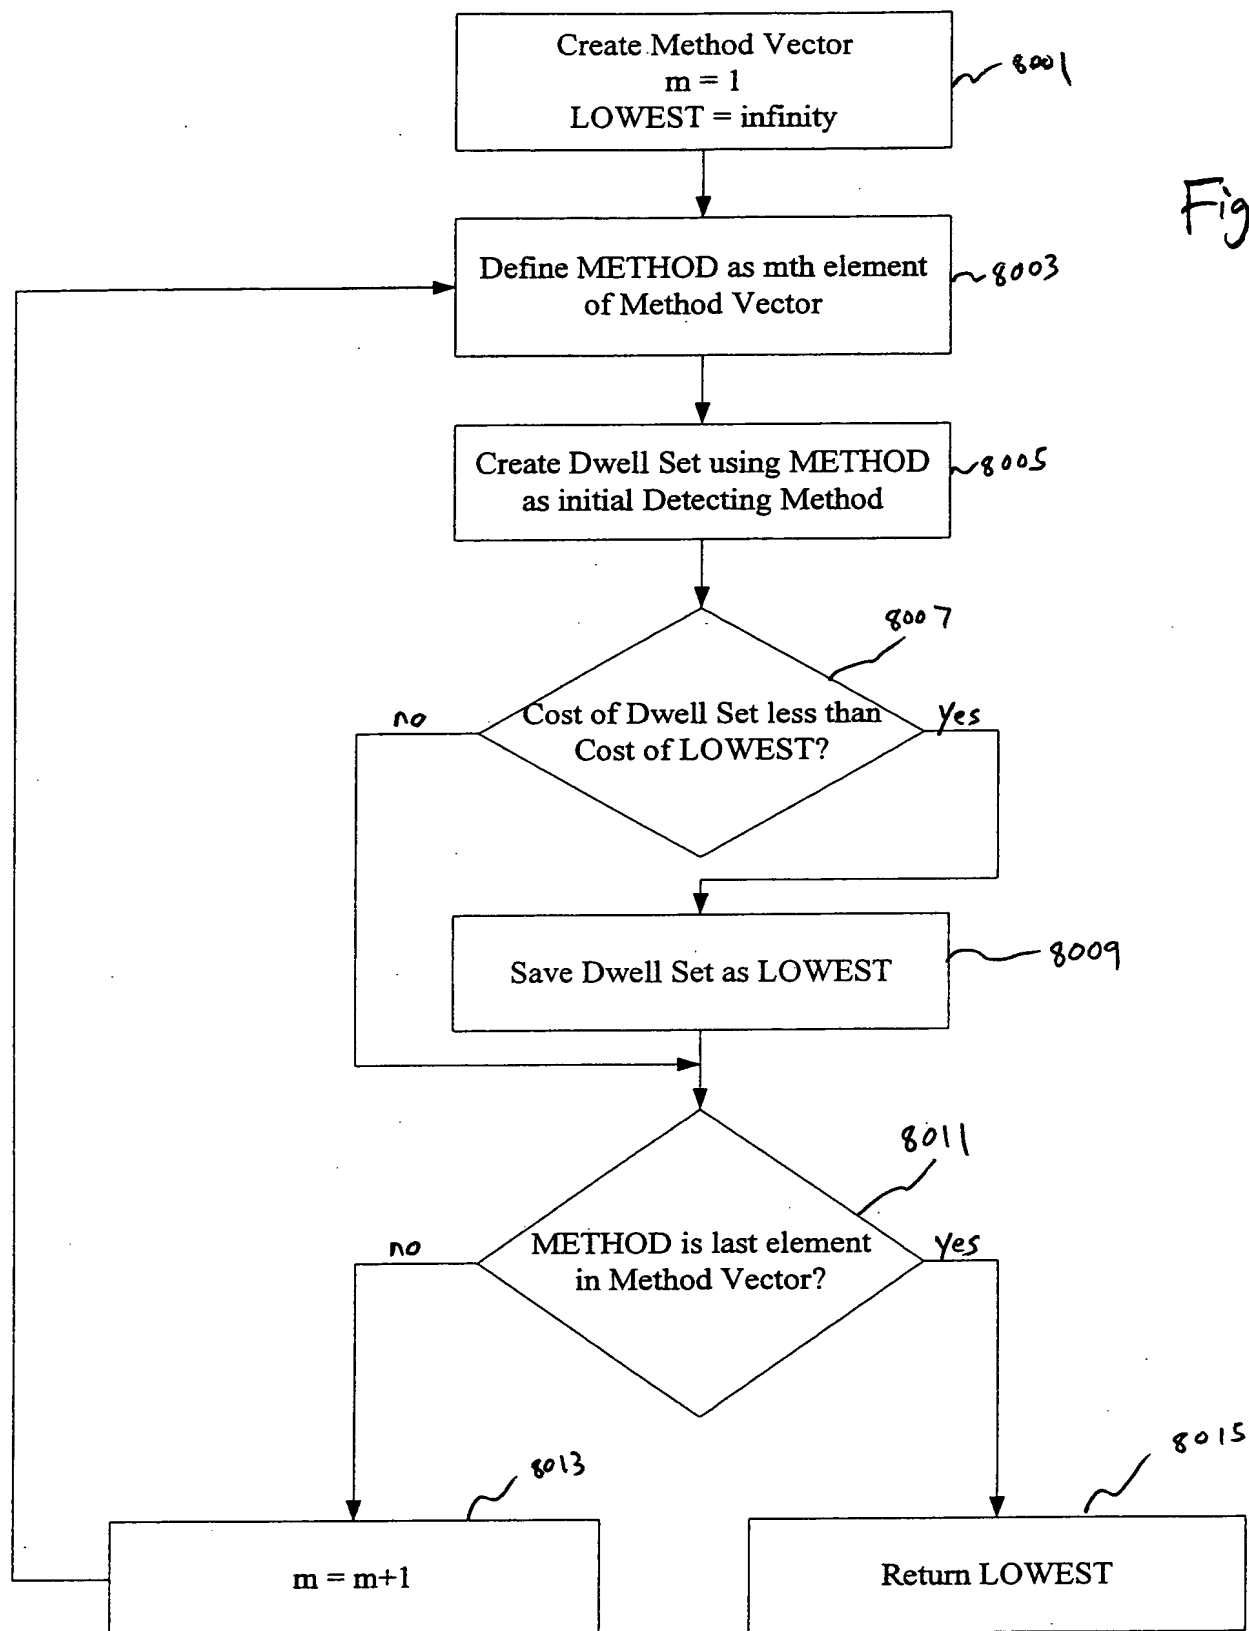 Create Method Vector
m = 1
LOWEST = infinity
8001
Fig
Define METHOD as mth element
of Method Vector
8003
Create Dwell Set using METHOD
as initial Detecting Method
8005
8007
no
Cost of Dwell Set less than
Cost of LOWEST?
yes
Save Dwell Set as LOWEST
8009
8011
no
METHOD is last element
in Method Vector?
yes
8013
8015
m = m+1
Return LOWEST